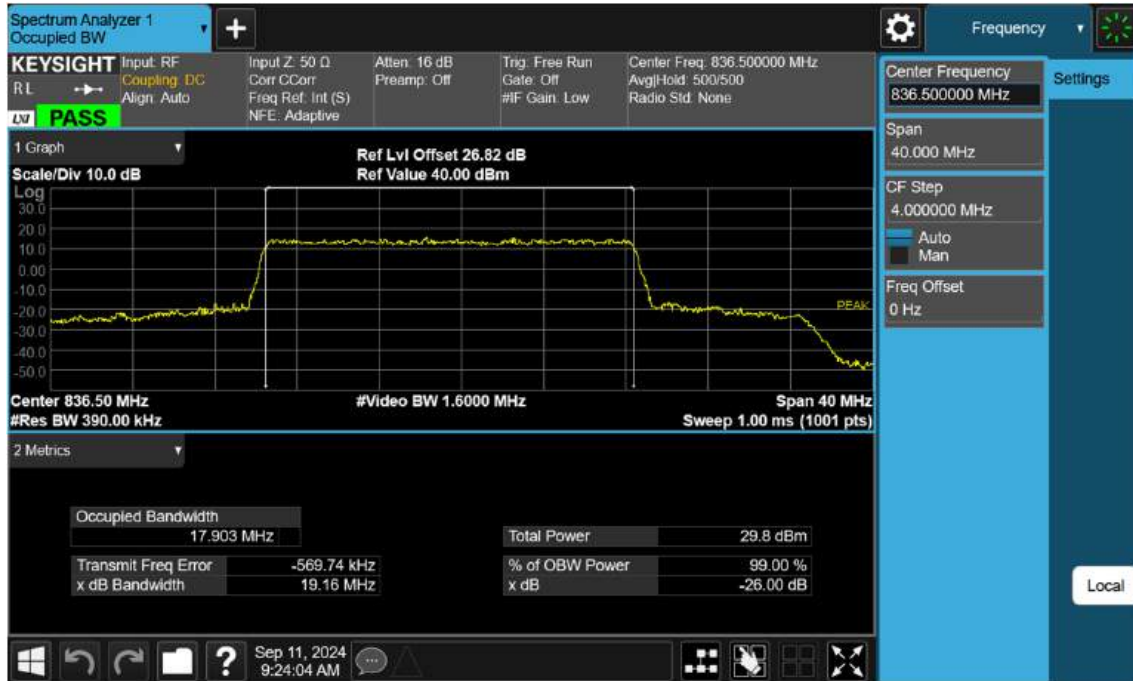 Spectrum Analyzer 1
Occupied BW
Frequency
KEYSIGHT
RL
LXI
PASS
Input: RF
Coupling: DC
Align: Auto
Input Z: 50 Ω
Corr CCorr
Freq Ref: Int (S)
NFE: Adaptive
Atten: 16 dB
Preamp: Off
Trig: Free Run
Gate: Off
#IF Gain: Low
Center Freq: 836.500000 MHz
Avg|Hold: 500/500
Radio Std: None
Center Frequency
836.500000 MHz
Settings
Span
40.000 MHz
CF Step
4.000000 MHz
Auto
Man
Freq Offset
0 Hz
1 Graph
Scale/Div 10.0 dB
Ref Lvl Offset 26.82 dB
Ref Value 40.00 dBm
Log
30.0
20.0
10.0
0.00
-10.0
-20.0
-30.0
-40.0
-50.0
PEAK
Center 836.50 MHz
#Video BW 1.6000 MHz
Span 40 MHz
#Res BW 390.00 kHz
Sweep 1.00 ms (1001 pts)
2 Metrics
Occupied Bandwidth
17.903 MHz
Total Power 29.8 dBm
Transmit Freq Error -569.74 kHz
% of OBW Power 99.00 %
x dB Bandwidth 19.16 MHz
x dB -26.00 dB
Local
Sep 11, 2024
9:24:04 AM